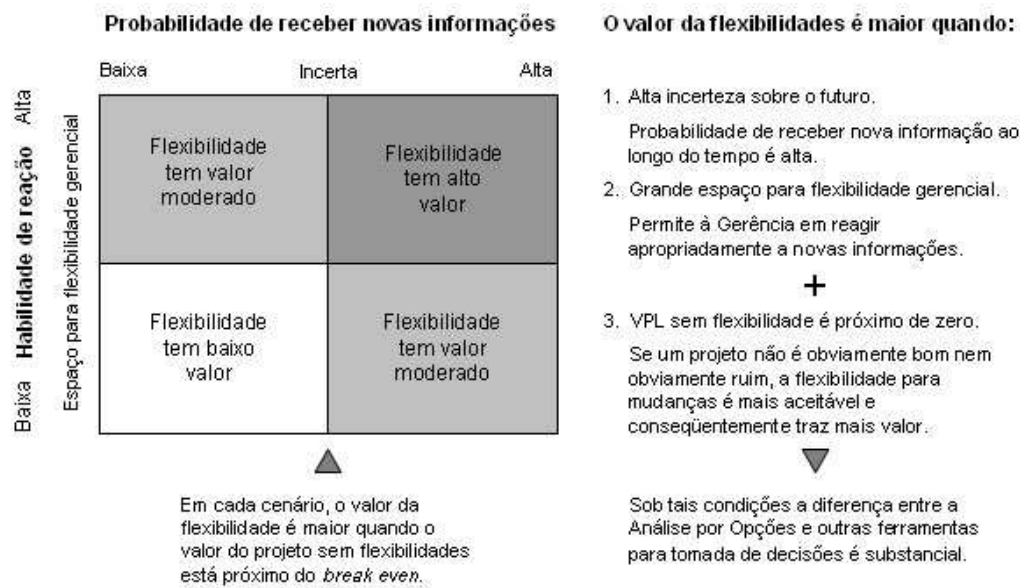 Probabilidade de receber novas informações
Baixa
Incerta
Alta
Alta
Habilidade de reação
Baixa
Espaço para flexibilidade gerencial
Flexibilidade
tem valor
moderado
Flexibilidade
tem alto
valor
Flexibilidade
tem baixo
valor
Flexibilidade
tem valor
moderado
Em cada cenário, o valor da
flexibilidade é maior quando o
valor do projeto sem flexibilidades
está próximo do break even.
O valor da flexibilidades é maior quando:
1. Alta incerteza sobre o futuro.
Probabilidade de receber nova informação ao
longo do tempo é alta.
2. Grande espaço para flexibilidade gerencial.
Permite à Gerência em reagir
apropriadamente a novas informações.
+
3. VPL sem flexibilidade é próximo de zero.
Se um projeto não é obviamente bom nem
obviamente ruim, a flexibilidade para
mudanças é mais aceitável e
conseqüentemente traz mais valor.
Sob tais condições a diferença entre a
Análise por Opções e outras ferramentas
para tomada de decisões é substancial.